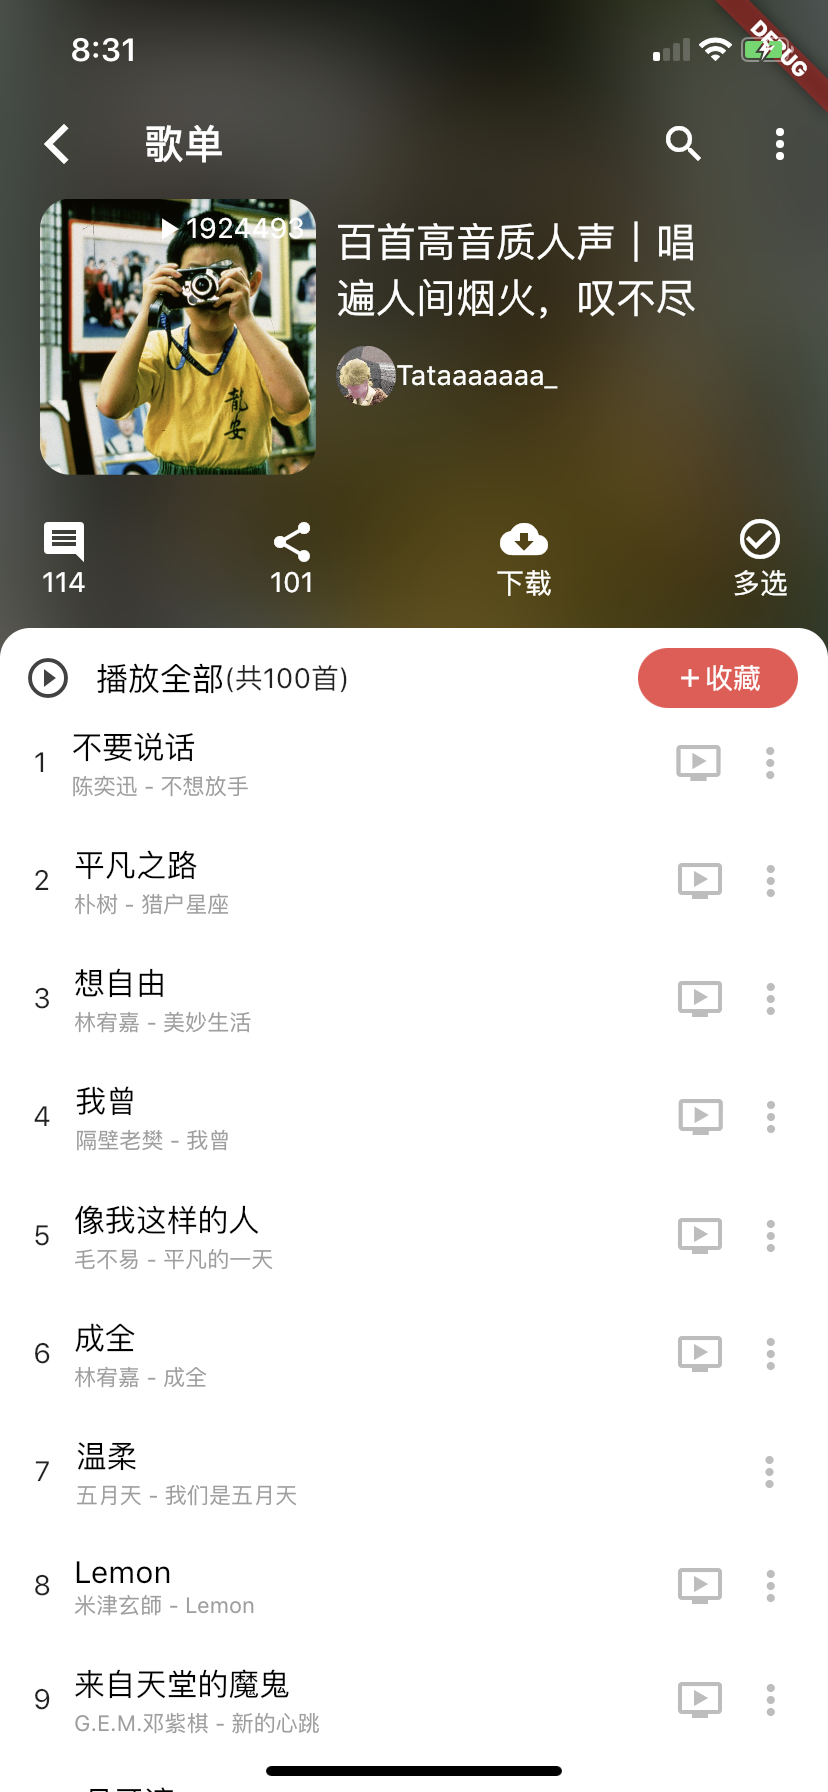 8:31
DEBUG
歌单
1924493
百首高音质人声｜唱
遍人间烟火，叹不尽
Tataaaaaaa_
龍安
114
101
下载
多选
播放全部(共100首)
+收藏
1
不要说话
陈奕迅 - 不想放手
2
平凡之路
朴树 - 猎户星座
3
想自由
林宥嘉 - 美妙生活
4
我曾
隔壁老樊 - 我曾
5
像我这样的人
毛不易 - 平凡的一天
6
成全
林宥嘉 - 成全
7
温柔
五月天 - 我们是五月天
8
Lemon
米津玄師 - Lemon
9
来自天堂的魔鬼
G.E.M.邓紫棋 - 新的心跳